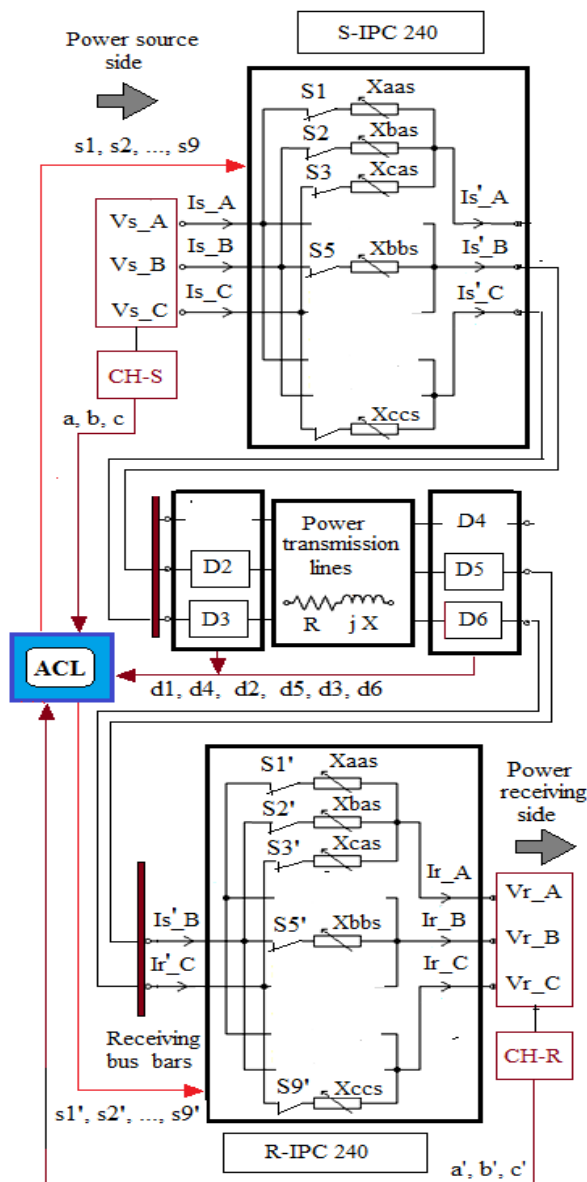 Power source
side
S-IPC 240
S1
Xaas
S2
Xbas
S3
Xcas
s1, s2, ..., s9
Is_A
Vs_A
Is'_A
Is_B
Vs_B
S5
Xbbs
Is'_B
Is_C
Vs_C
Is'_C
CH-S
a, b, c
Xccs
Power
transmission
lines
D4
D2
D5
D3
R
j X
D6
ACL
d1, d4, d2, d5, d3, d6
S1'
Xaas
S2'
Xbas
S3'
Xcas
Power
receiving
side
Ir_A
Vr_A
Is'_B
S5'
Xbbs
Ir_B
Vr_B
Ir'_C
Ir_C
Vr_C
Receiving
bus bars
CH-R
S9'
Xccs
s1', s2', ..., s9'
R-IPC 240
a', b', c'